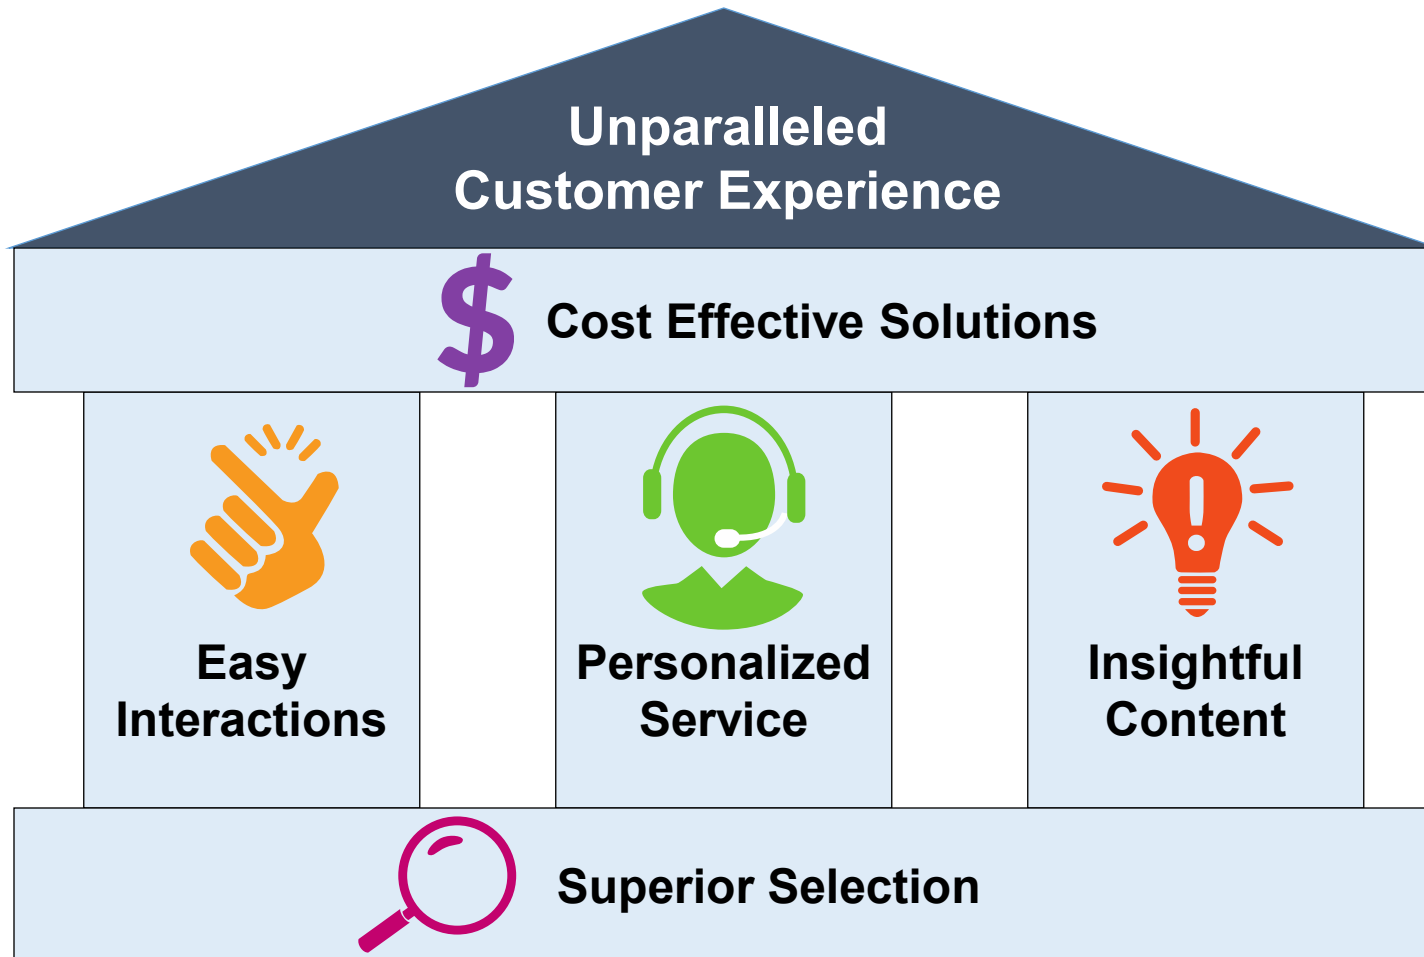 Unparalleled
Customer Experience
$ Cost Effective Solutions
Easy
Interactions
Personalized
Service
Insightful
Content
Superior Selection